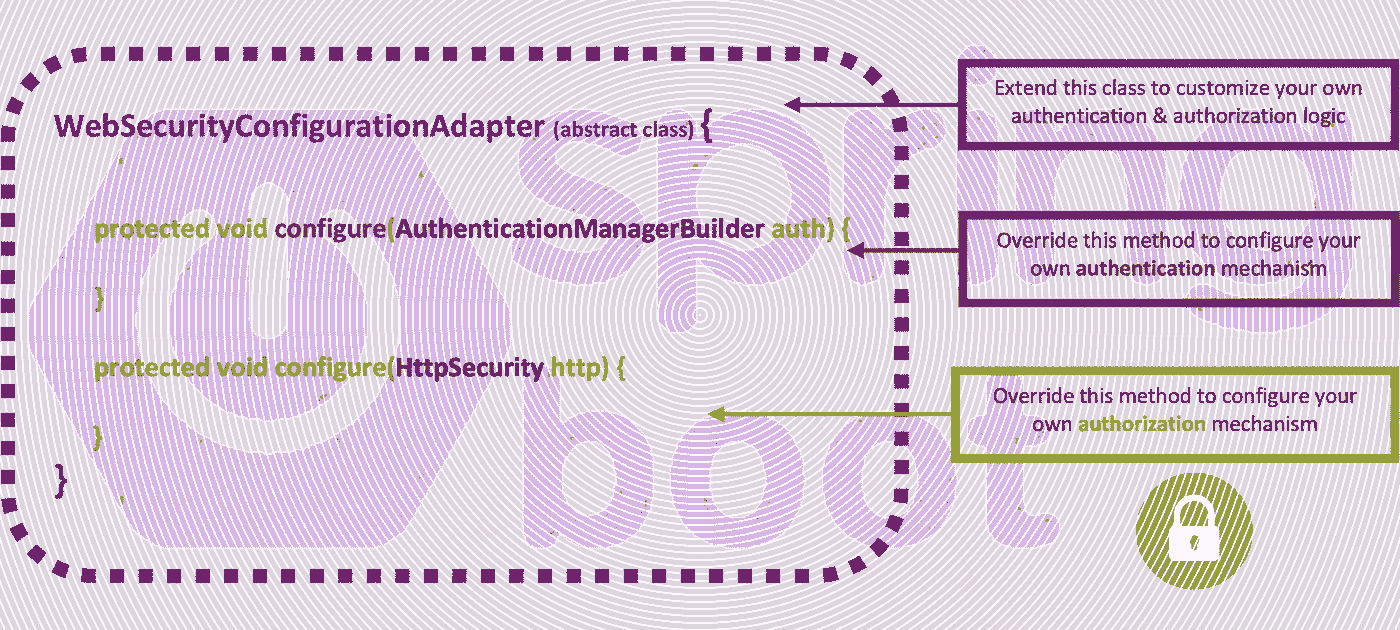 WebSecurityConfigurationAdapter (abstract class) {
protected void configure(AuthenticationManagerBuilder auth) {
}
protected void configure(HttpSecurity http) {
}
}
Extend this class to customize your own
authentication & authorization logic
Override this method to configure your
own authentication mechanism
Override this method to configure your
own authorization mechanism
spring
boot